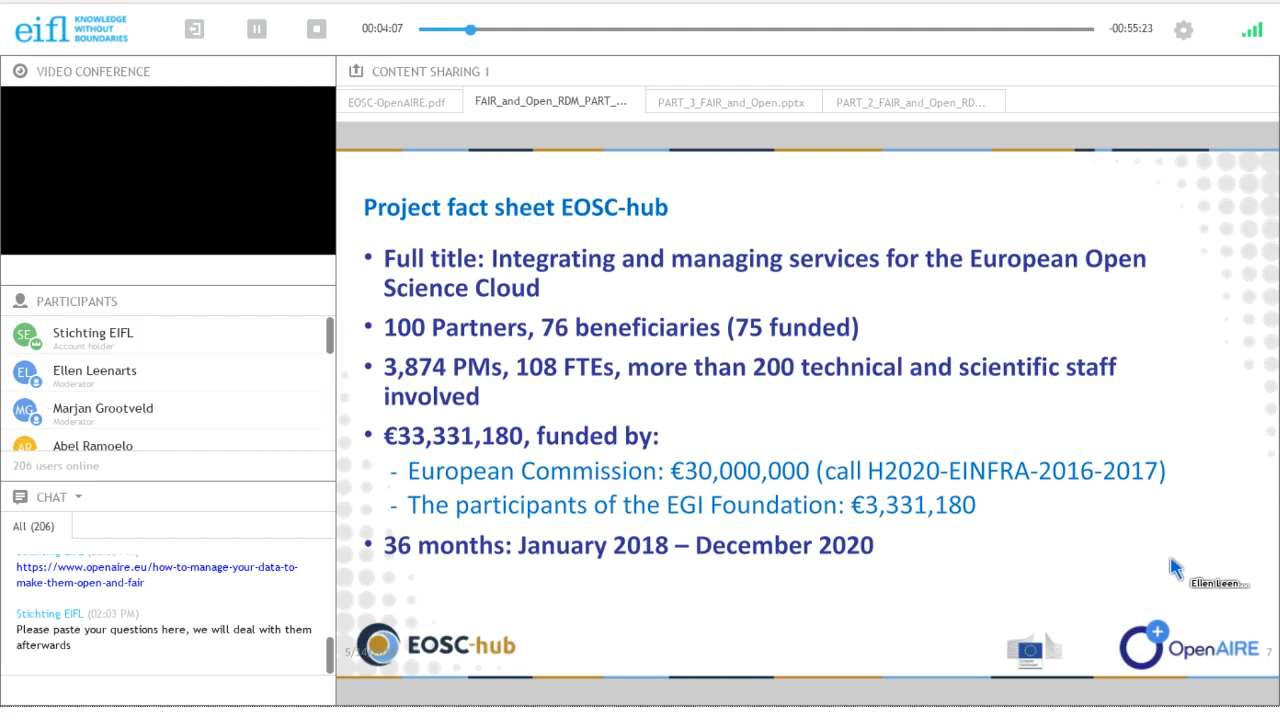 eifl KNOWLEDGE
WITHOUT
BOUNDARIES
00:04:07
-00:55:23
VIDEO CONFERENCE
CONTENT SHARING 1
EOSC-OpenAIRE.pdf
FAIR_and_Open_RDM_PART_...
PART_3_FAIR_and_Open.pptx
PART_2_FAIR_and_Open_RD...
PARTICIPANTS
SE Stichting EIFL
Account holder
EL Ellen Leenarts
Moderator
MG Marjan Grootveld
Moderator
AR Abel Ramoelo
206 users online
CHAT
All (206)
https://www.openaire.eu/how-to-manage-your-data-to-
make-them-open-and-fair
Stichting EIFL (02:03 PM)
Please paste your questions here, we will deal with them
afterwards
Project fact sheet EOSC-hub
• Full title: Integrating and managing services for the European Open
Science Cloud
• 100 Partners, 76 beneficiaries (75 funded)
• 3,874 PMs, 108 FTEs, more than 200 technical and scientific staff
involved
• €33,331,180, funded by:
- European Commission: €30,000,000 (call H2020-EINFRA-2016-2017)
- The participants of the EGI Foundation: €3,331,180
• 36 months: January 2018 – December 2020
Ellen Leen...
EOSC-hub
OpenAIRE
7